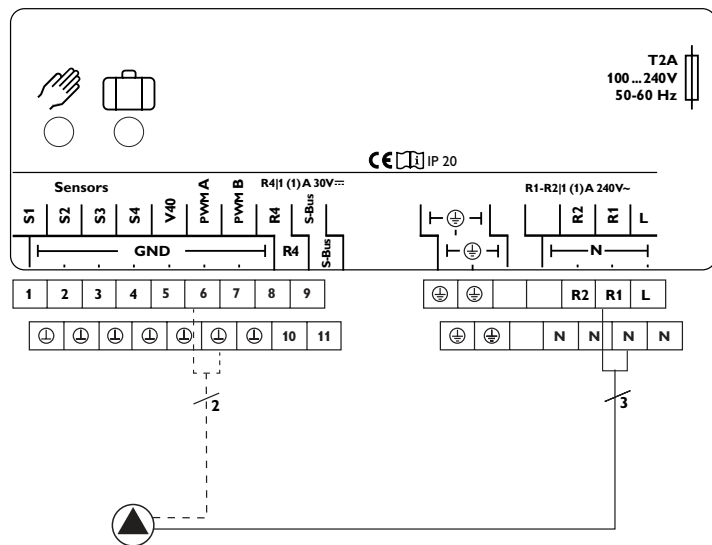 T2A
100 ... 240V
50-60 Hz
CE i IP 20
Sensors
R4|1 (1) A 30V⎓
R1-R2|1 (1) A 240V~
S1 S2 S3 S4 V40 PWM A PWM B R4 S-Bus
R2 R1 L
GND R4 S-Bus
N
1 2 3 4 5 6 7 8 9
R2 R1 L
10 11
N N N N
2
3